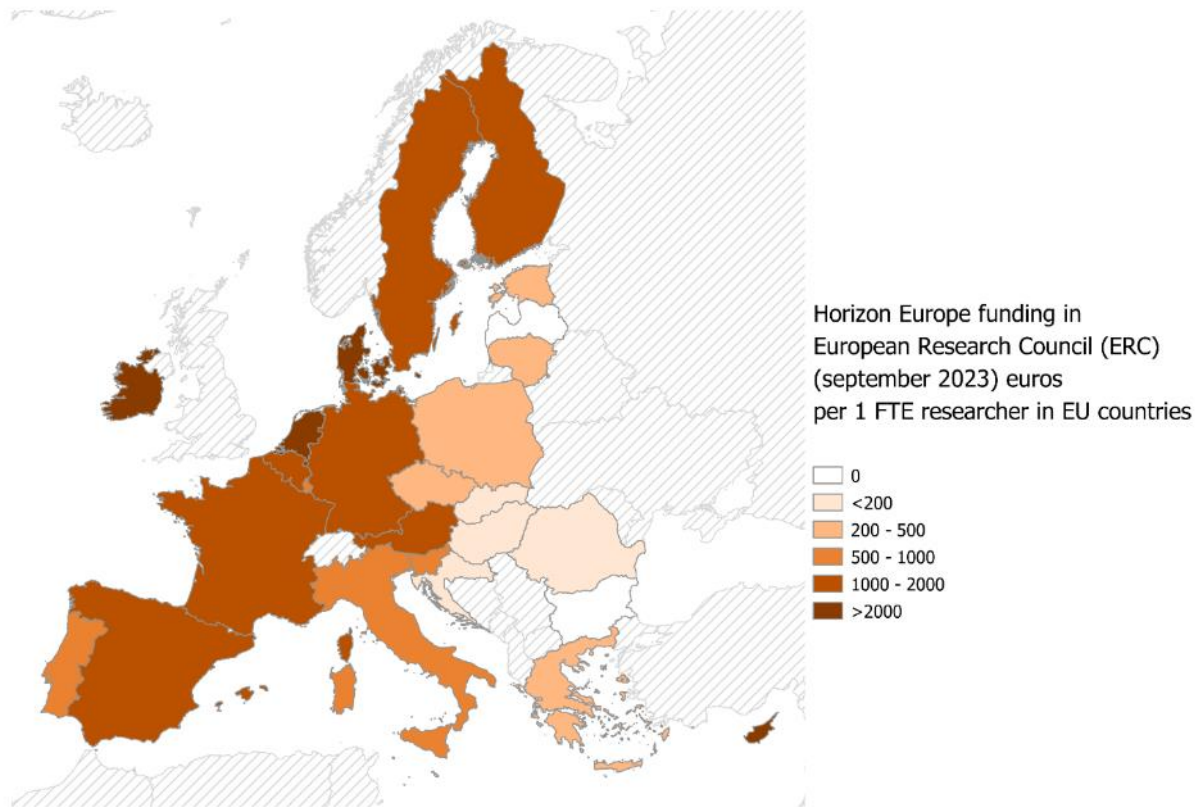 Horizon Europe funding in
European Research Council (ERC)
(september 2023) euros
per 1 FTE researcher in EU countries
0
<200
200 - 500
500 - 1000
1000 - 2000
>2000